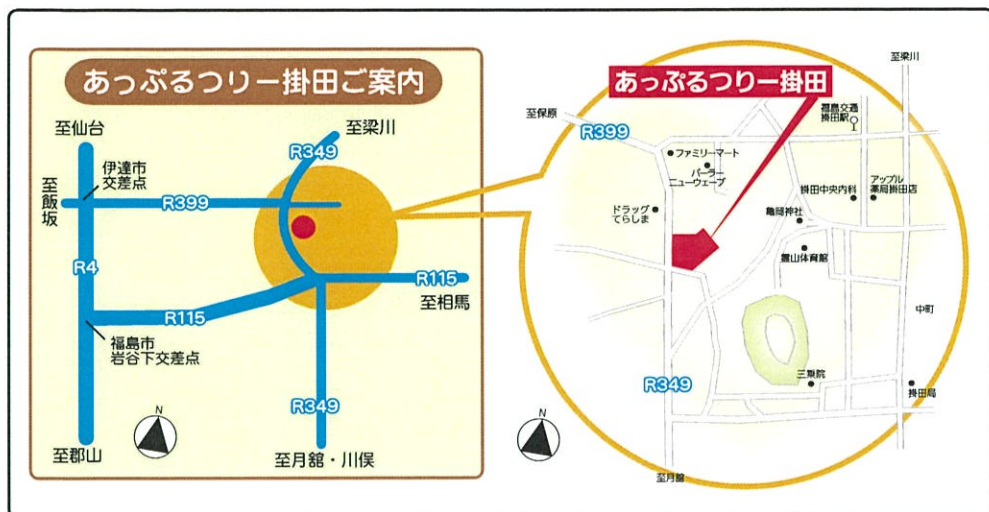 あっぷるつりー掛田ご案内
至仙台
至梁川
R349
伊達市
交差点
至飯坂
R399
R4
R115
至相馬
R115
福島市
岩谷下交差点
R349
N
至郡山
至月舘・川俣
至梁川
あっぷるつりー掛田
至保原
R399
福島交通
掛田駅
ファミリーマート
パーラー
ニューウェーブ
掛田中央内科
アップル
薬局掛田店
ドラッグ
てらしま
亀岡神社
館山体育館
中町
R349
三乗院
掛田局
N
至月舘